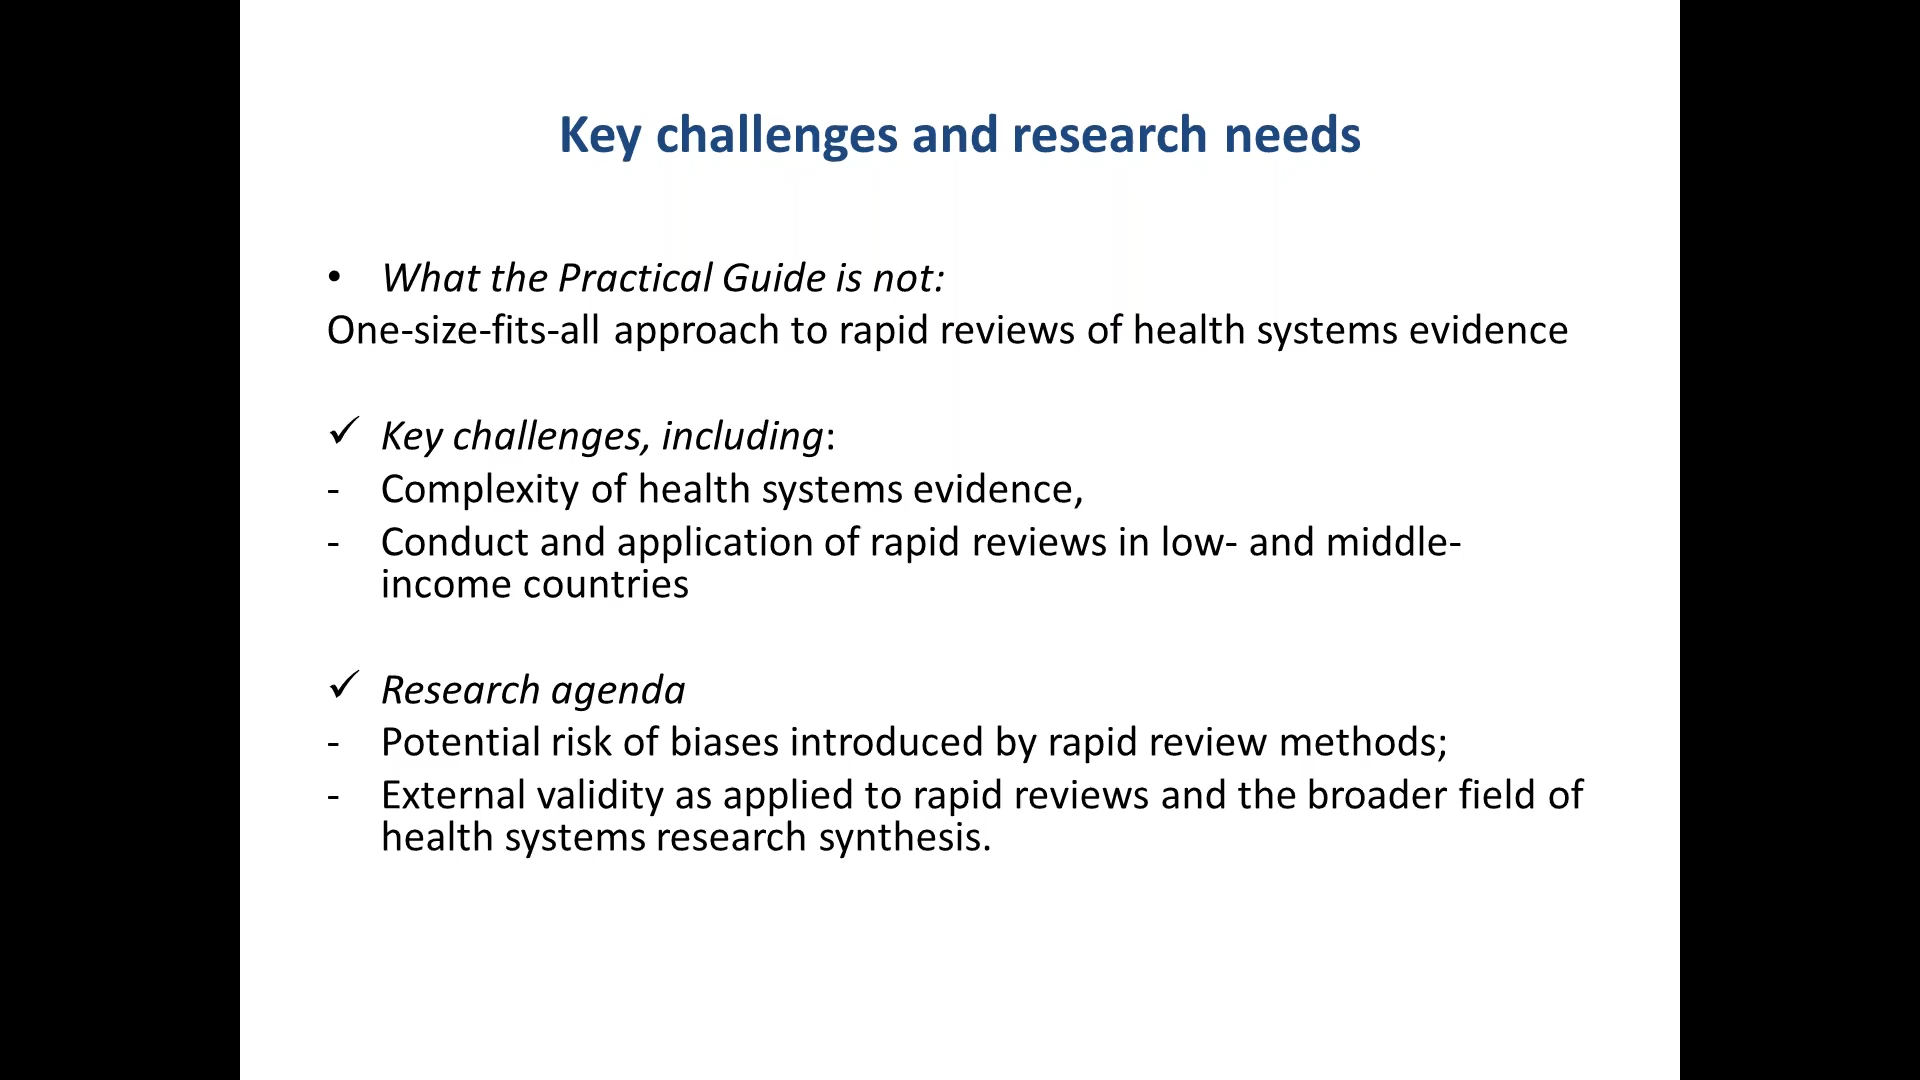 Key challenges and research needs
• What the Practical Guide is not:
One-size-fits-all approach to rapid reviews of health systems evidence
✓ Key challenges, including:
- Complexity of health systems evidence,
- Conduct and application of rapid reviews in low- and middle-
income countries
✓ Research agenda
- Potential risk of biases introduced by rapid review methods;
- External validity as applied to rapid reviews and the broader field of
health systems research synthesis.